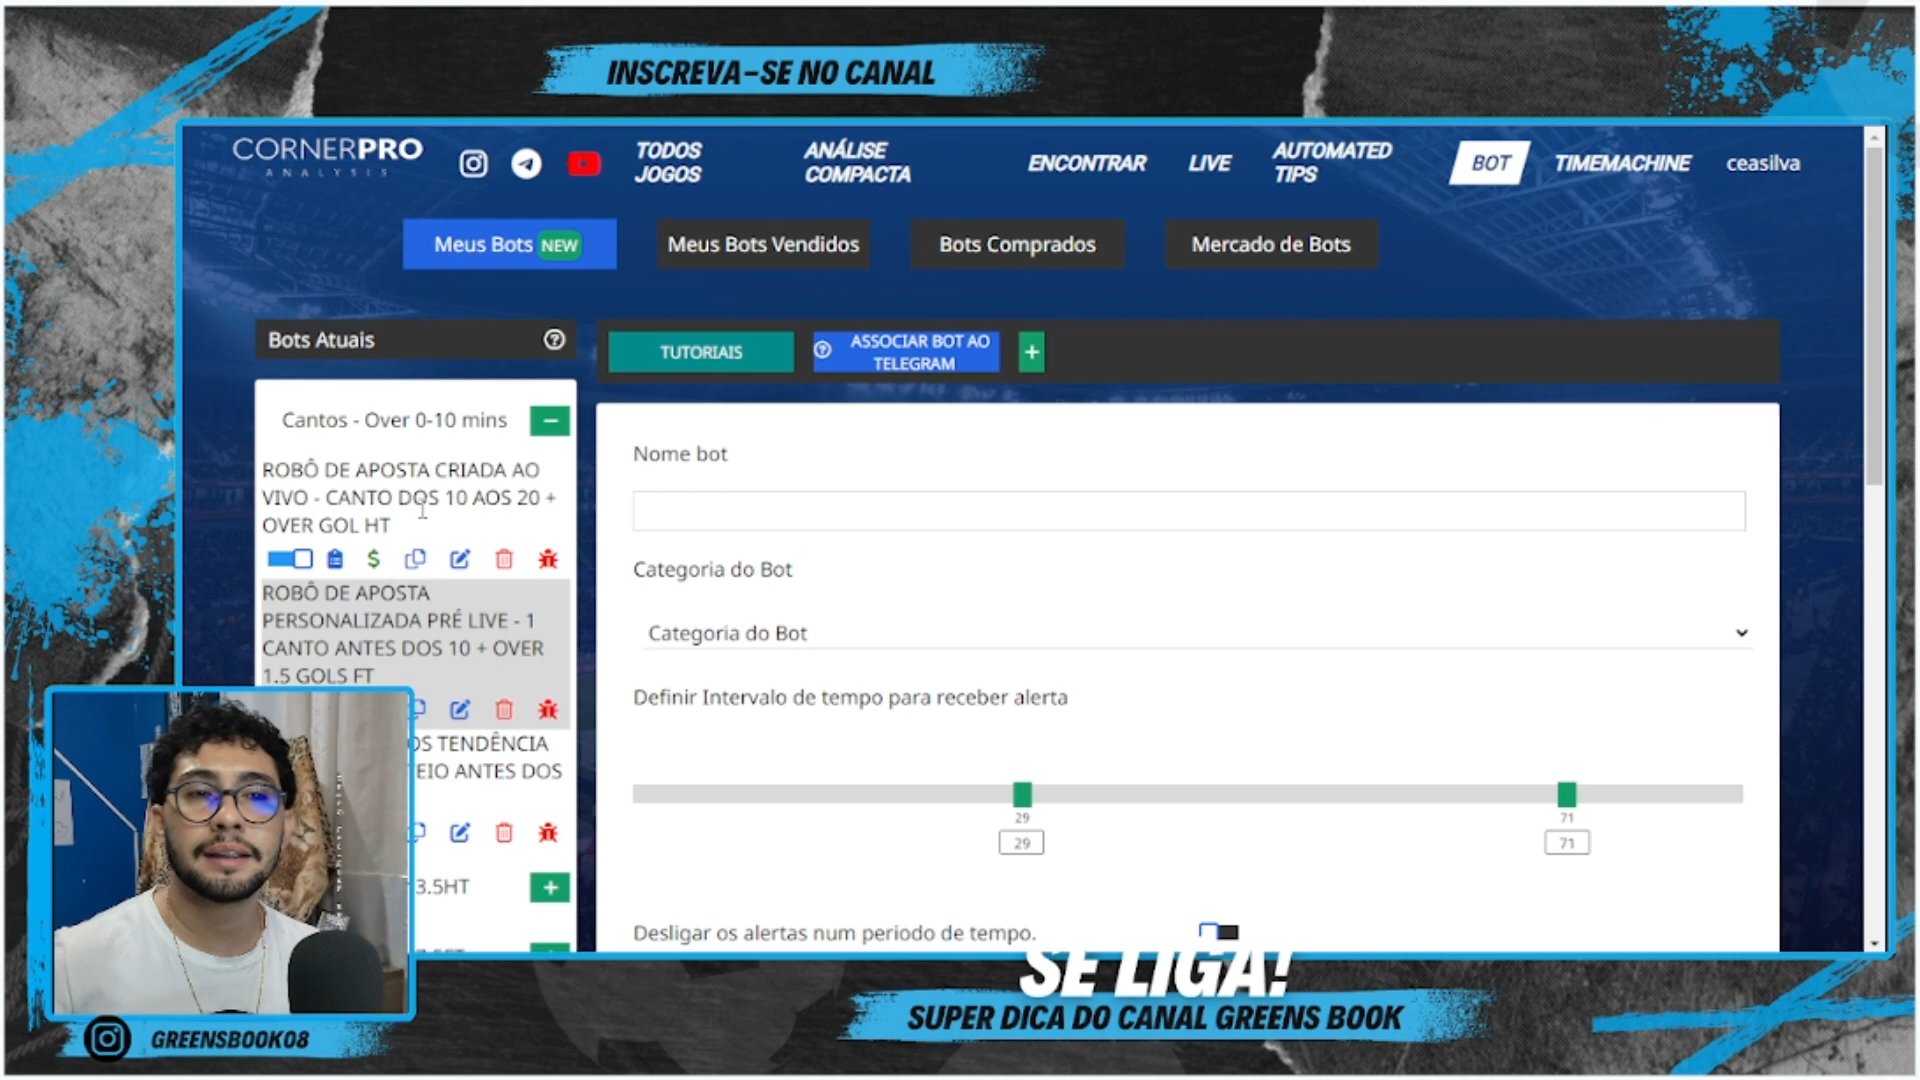 INSCREVA-SE NO CANAL
CORNERPRO
ANALYSIS
TODOS
JOGOS
ANÁLISE
COMPACTA
ENCONTRAR
LIVE
AUTOMATED
TIPS
BOT
TIMEMACHINE
ceasilva
Meus Bots NEW
Meus Bots Vendidos
Bots Comprados
Mercado de Bots
Bots Atuais
TUTORIAIS
ASSOCIAR BOT AO
TELEGRAM
+
Cantos - Over 0-10 mins
ROBÔ DE APOSTA CRIADA AO
VIVO - CANTO DOS 10 AOS 20 +
OVER GOL HT
ROBÔ DE APOSTA
PERSONALIZADA PRÉ LIVE - 1
CANTO ANTES DOS 10 + OVER
1.5 GOLS FT
OS TENDÊNCIA
EIO ANTES DOS
3.5HT
+
Nome bot
Categoria do Bot
Categoria do Bot
Definir Intervalo de tempo para receber alerta
29
71
29
71
Desligar os alertas num periodo de tempo.
SE LIGA!
SUPER DICA DO CANAL GREENS BOOK
GREENSBOOK08